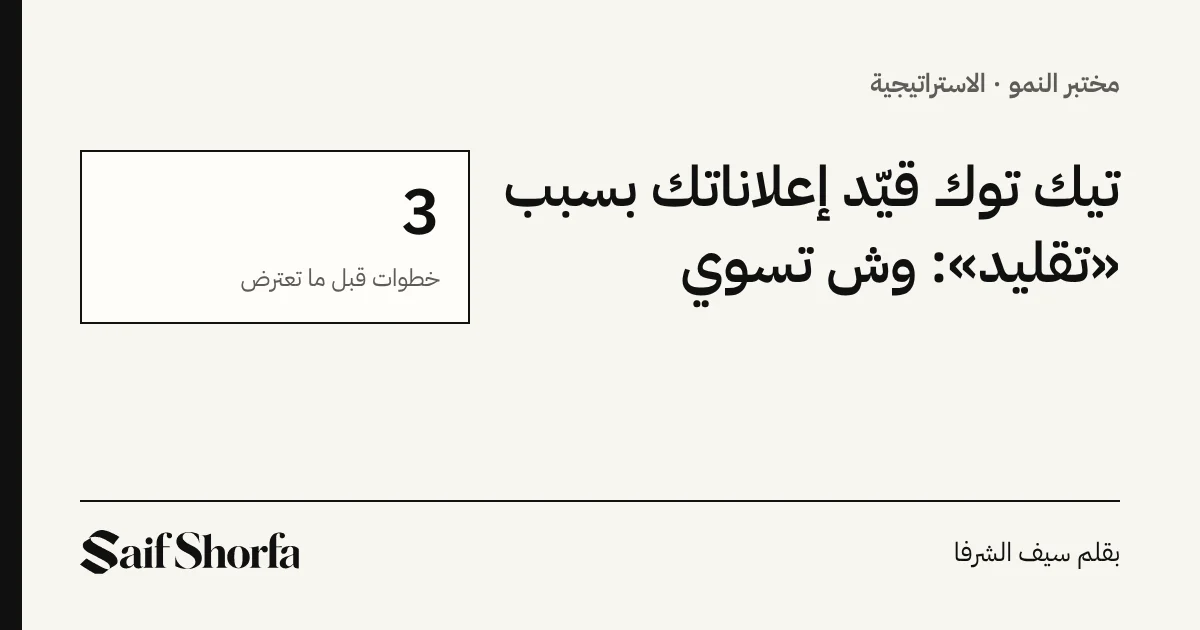 مختبر النمو · الاستراتيجية
تيك توك قيّد إعلاناتك بسبب
«تقليد»: وش تسوي
3
خطوات قبل ما تعترض
بقلم سيف الشرفا
Saif Shorfa